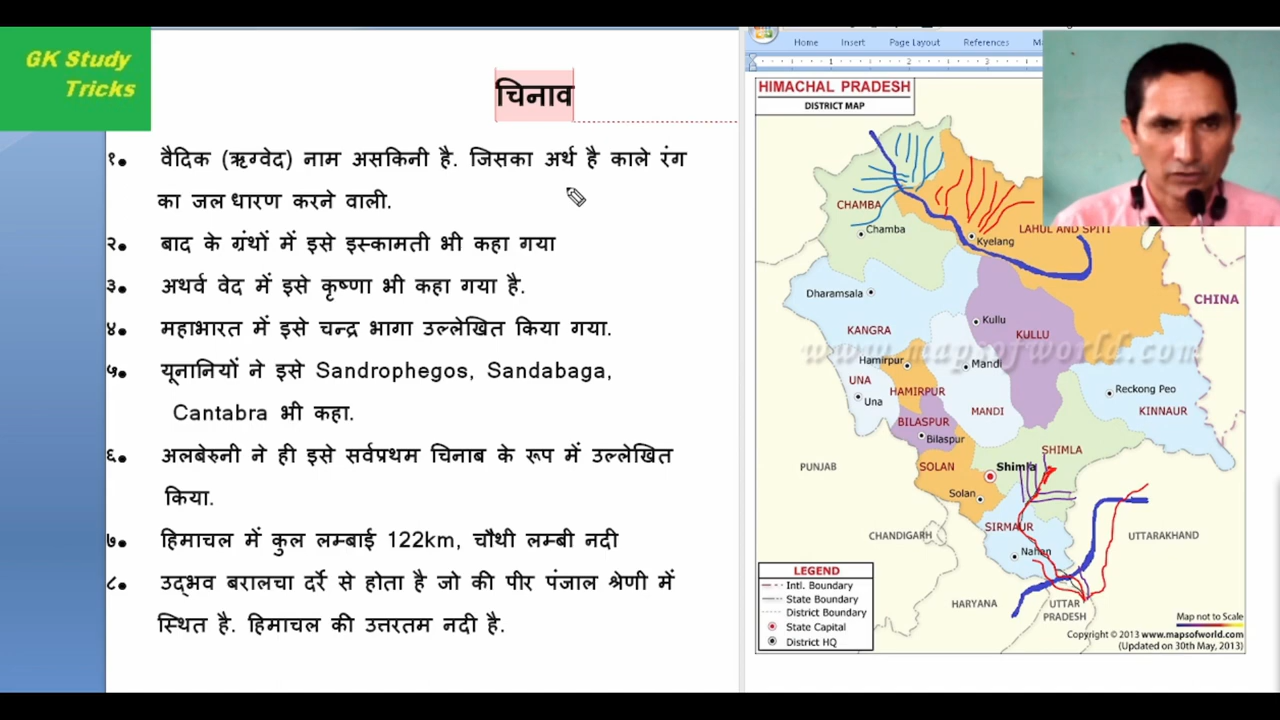 GK Study
Tricks
चिनाव
१. वैदिक (ऋग्वेद) नाम असकिनी है. जिसका अर्थ है काले रंग
का जल धारण करने वाली.
२. बाद के ग्रंथों में इसे इस्कामती भी कहा गया
३. अथर्व वेद में इसे कृष्णा भी कहा गया है.
४. महाभारत में इसे चन्द्र भागा उल्लेखित किया गया.
५. यूनानियों ने इसे Sandrophegos, Sandabaga,
Cantabra भी कहा.
६. अलबेरुनी ने ही इसे सर्वप्रथम चिनाब के रूप में उल्लेखित
किया.
७. हिमाचल में कुल लम्बाई 122km, चौथी लम्बी नदी
८. उद्भव बरालचा दर्रे से होता है जो की पीर पंजाल श्रेणी में
स्थित है. हिमाचल की उत्तरतम नदी है.
Home Insert Page Layout References
1 2
HIMACHAL PRADESH
DISTRICT MAP
CHAMBA
Chamba
LAHUL AND SPITI
Kyelang
CHINA
Dharamsala
KANGRA
Kullu
KULLU
www.mapsofworld.com
Hamirpur
Mandi
UNA
Una
HAMIRPUR
MANDI
Reckong Peo
KINNAUR
BILASPUR
Bilaspur
SHIMLA
PUNJAB
SOLAN
Shimla
Solan
SIRMAUR
CHANDIGARH
UTTARAKHAND
Nahan
HARYANA
UTTAR
PRADESH
LEGEND
Intl. Boundary
State Boundary
District Boundary
State Capital
District HQ
Map not to Scale
Copyright © 2013 www.mapsofworld.com
(Updated on 30th May, 2013)